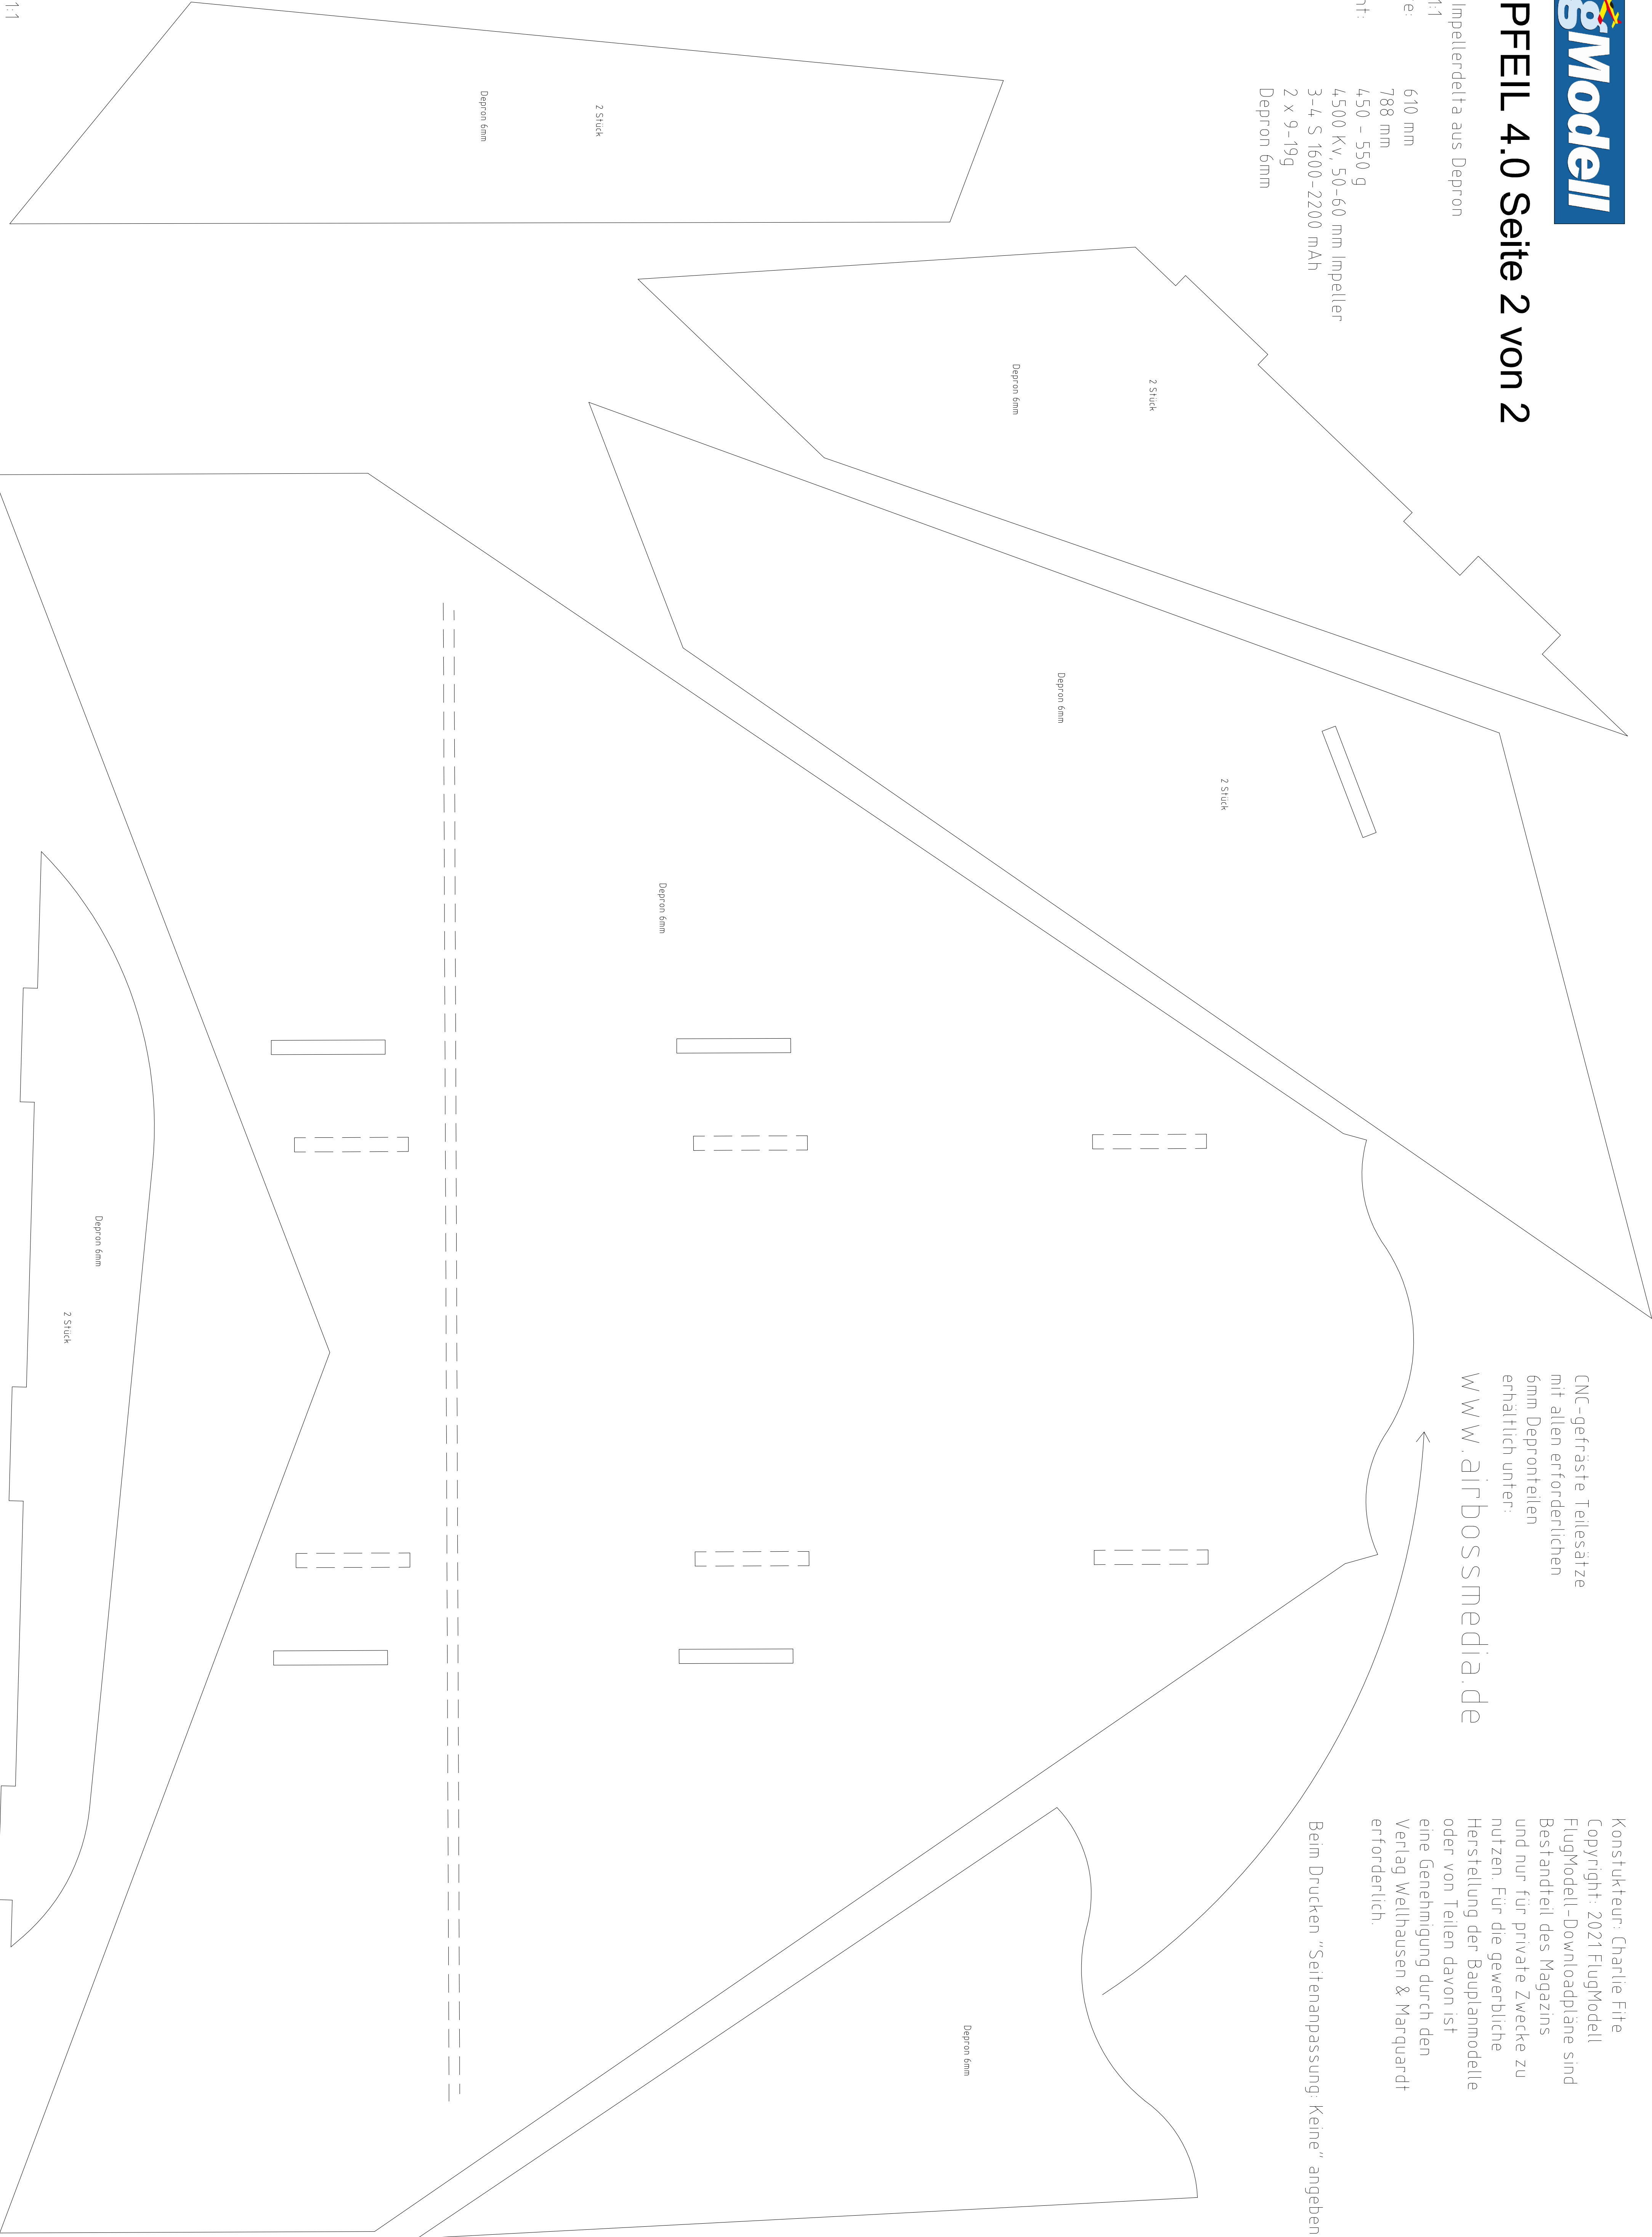 gModell
PFEIL 4.0 Seite 2 von 2
Impellerdelta aus Depron
1:1
e:
610 mm
788 mm
ht:
450 - 550 g
4500 Kv, 50-60 mm Impeller
3-4 S 1600-2200 mAh
2 x 9-19g
Depron 6mm
2 Stück
Depron 6mm
1:1
2 Stück
Depron 6mm
Depron 6mm
2 Stück
Depron 6mm
Depron 6mm
2 Stück
CNC-gefräste Teilesätze
mit allen erforderlichen
6mm Depronteilen
erhältlich unter:
www.airbossmedia.de
Konstukteur: Charlie Fite
Copyright: 2021 FlugModell
FlugModell-Downloadpläne sind
Bestandteil des Magazins
und nur für private Zwecke zu
nutzen. Für die gewerbliche
Herstellung der Bauplanmodelle
oder von Teilen davon ist
eine Genehmigung durch den
Verlag Wellhausen & Marquardt
erforderlich.
Beim Drucken "Seitenanpassung: Keine" angeben
Depron 6mm